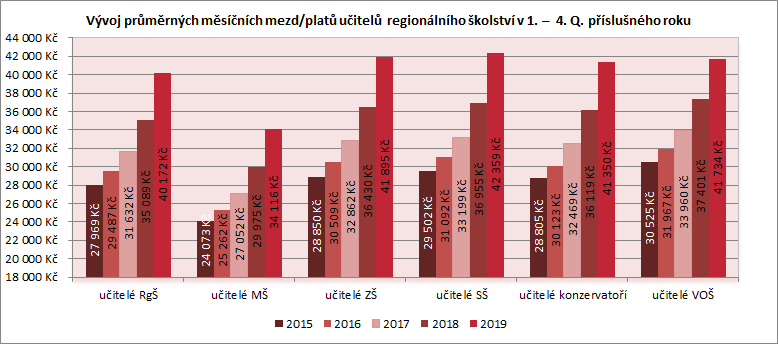 Vývoj průměrných měsíčních mezd/platů učitelů regionálního školství v 1. – 4. Q. příslušného roku
44 000 Kč
42 000 Kč
40 000 Kč
38 000 Kč
36 000 Kč
34 000 Kč
32 000 Kč
30 000 Kč
28 000 Kč
26 000 Kč
24 000 Kč
22 000 Kč
20 000 Kč
18 000 Kč
27 969 Kč
29 487 Kč
31 632 Kč
35 089 Kč
40 172 Kč
24 073 Kč
25 262 Kč
27 052 Kč
29 975 Kč
34 116 Kč
28 850 Kč
30 509 Kč
32 862 Kč
36 430 Kč
41 895 Kč
29 502 Kč
31 092 Kč
33 199 Kč
36 955 Kč
42 359 Kč
28 805 Kč
30 123 Kč
32 469 Kč
36 119 Kč
41 350 Kč
30 525 Kč
31 967 Kč
33 960 Kč
37 401 Kč
41 734 Kč
učitelé RgŠ
učitelé MŠ
učitelé ZŠ
učitelé SŠ
učitelé konzervatoří
učitelé VOŠ
2015
2016
2017
2018
2019